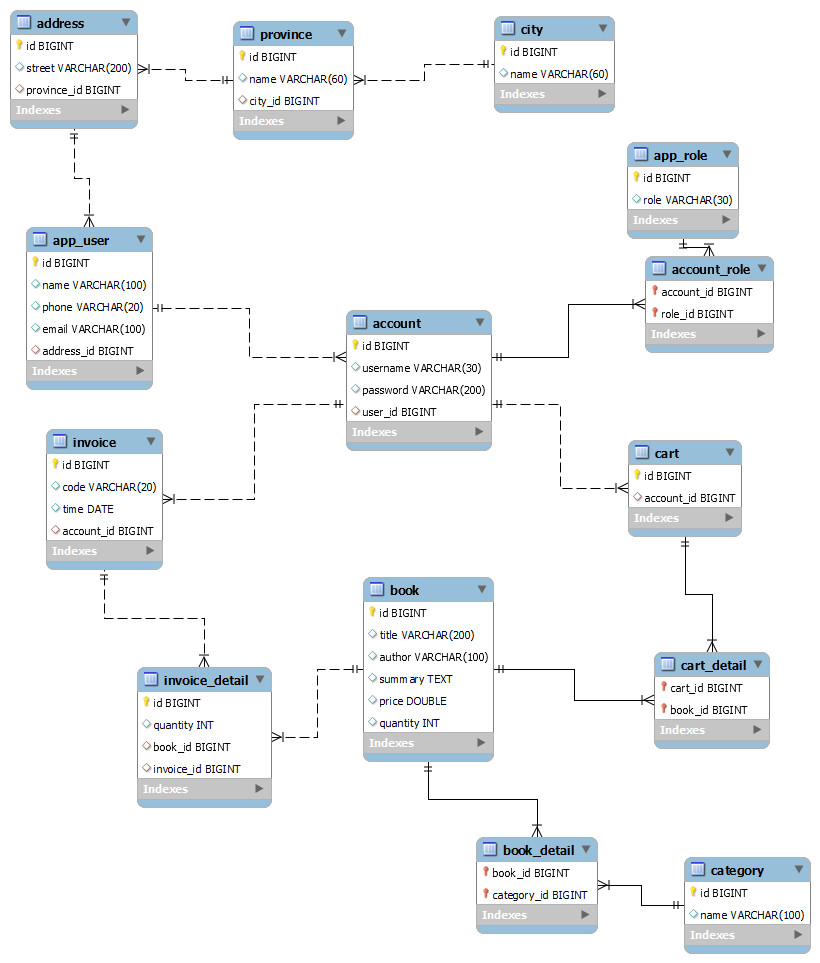 address
id BIGINT
street VARCHAR(200)
province_id BIGINT
Indexes
province
id BIGINT
name VARCHAR(60)
city_id BIGINT
Indexes
city
id BIGINT
name VARCHAR(60)
Indexes
app_role
id BIGINT
role VARCHAR(30)
Indexes
app_user
id BIGINT
name VARCHAR(100)
phone VARCHAR(20)
email VARCHAR(100)
address_id BIGINT
Indexes
account_role
account_id BIGINT
role_id BIGINT
Indexes
account
id BIGINT
username VARCHAR(30)
password VARCHAR(200)
user_id BIGINT
Indexes
invoice
id BIGINT
code VARCHAR(20)
time DATE
account_id BIGINT
Indexes
cart
id BIGINT
account_id BIGINT
Indexes
book
id BIGINT
title VARCHAR(200)
author VARCHAR(100)
summary TEXT
price DOUBLE
quantity INT
Indexes
invoice_detail
id BIGINT
quantity INT
book_id BIGINT
invoice_id BIGINT
Indexes
cart_detail
cart_id BIGINT
book_id BIGINT
Indexes
book_detail
book_id BIGINT
category_id BIGINT
Indexes
category
id BIGINT
name VARCHAR(100)
Indexes